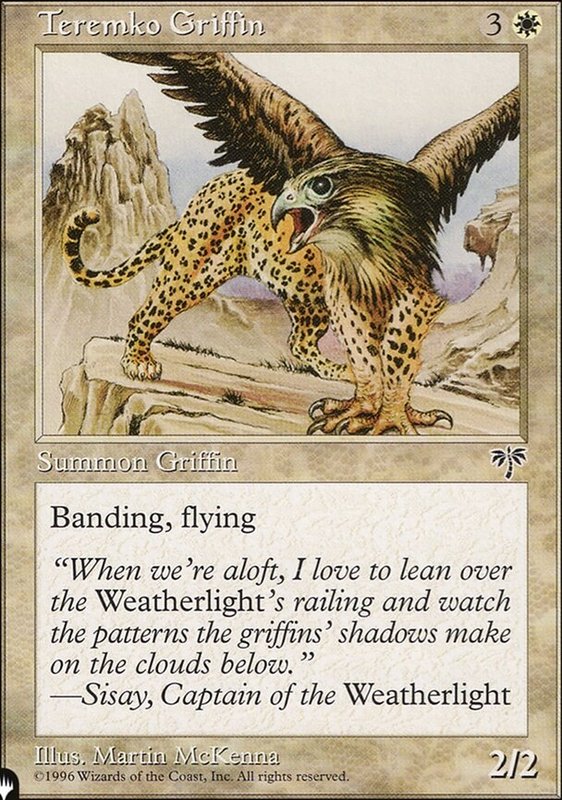 Teremko Griffin 3
Summon Griffin
Banding, flying
“When we're aloft, I love to lean over
the Weatherlight's railing and watch
the patterns the griffins' shadows make
on the clouds below.”
—Sisay, Captain of the Weatherlight
Illus. Martin McKenna
©1996 Wizards of the Coast, Inc. All rights reserved.
2/2